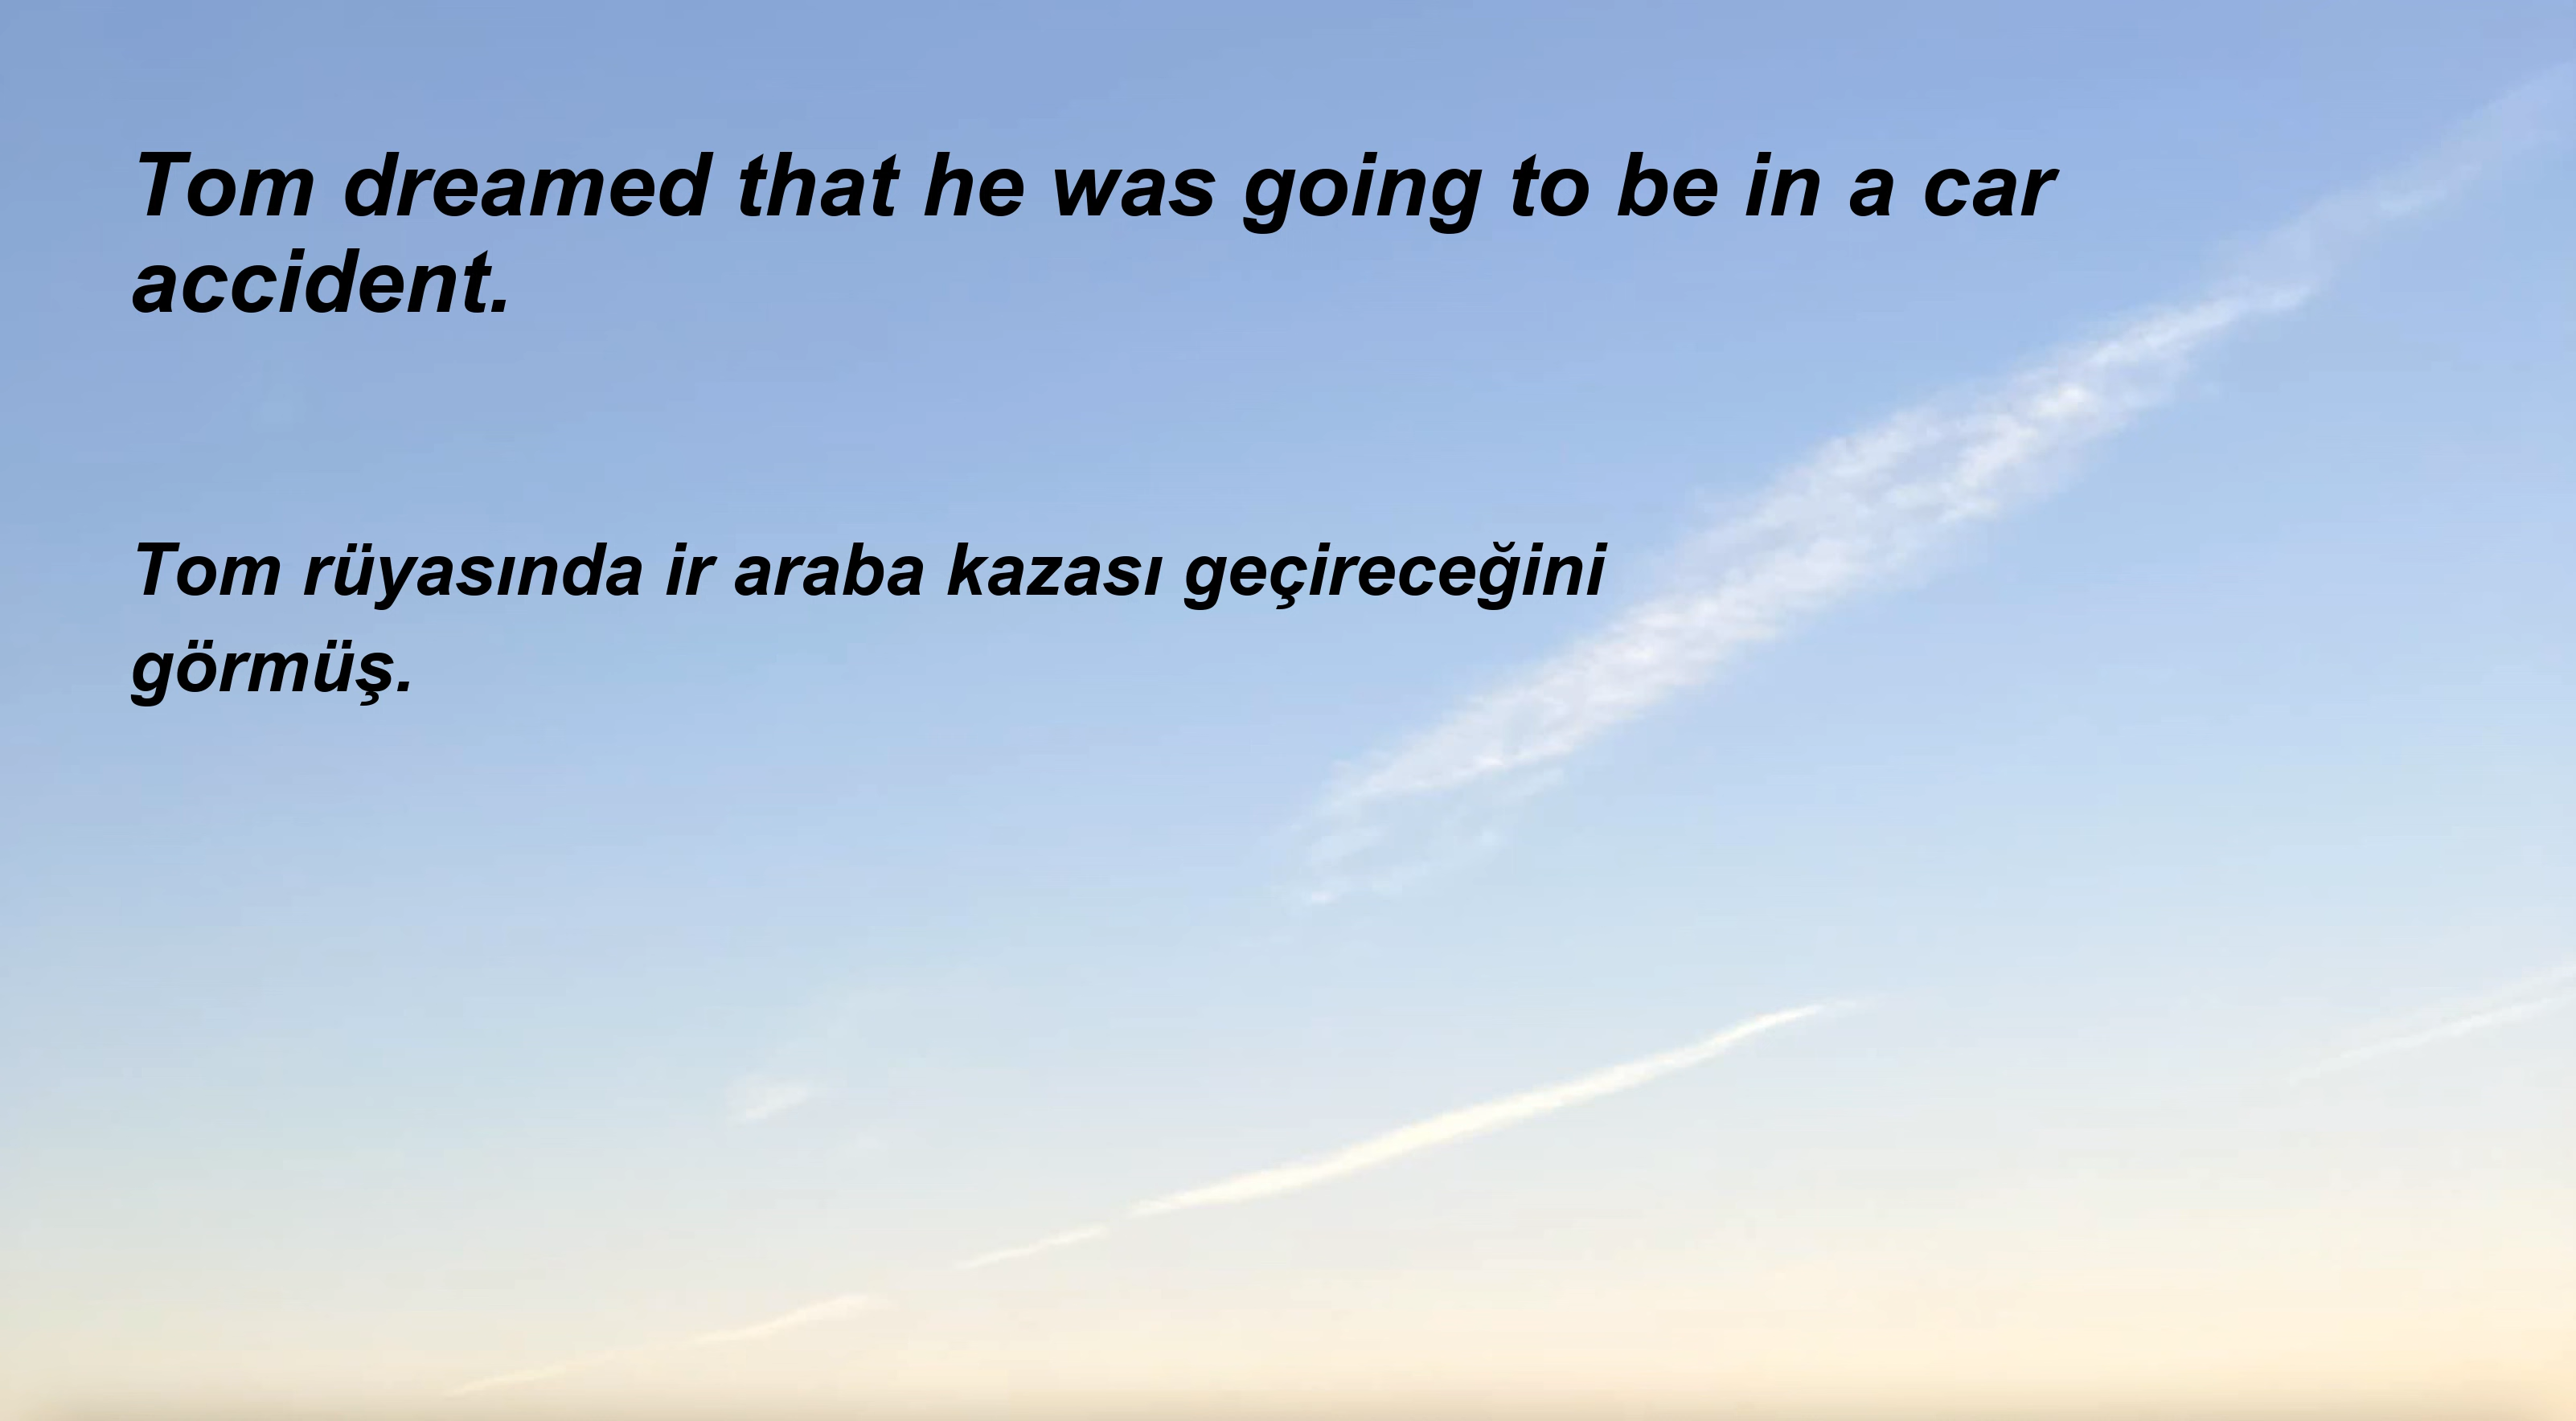 Tom dreamed that he was going to be in a car
accident.
Tom rüyasında ir araba kazası geçireceğini
görmüş.